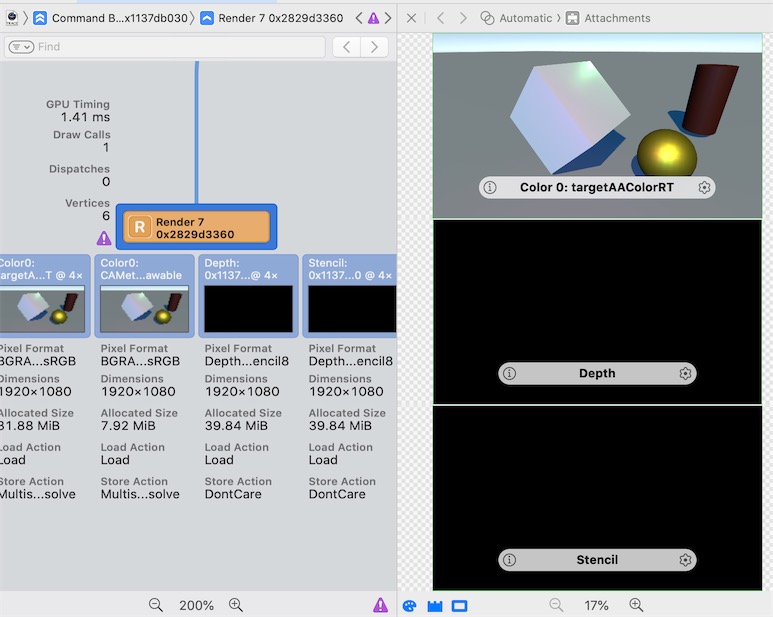 Command B...x1137db030
Render 7 0x2829d3360
Automatic
Attachments
Find
GPU Timing
1.41 ms
Draw Calls
1
Dispatches
0
Vertices
6
R
Render 7
0x2829d3360
Color0:
argetA...T @ 4×
Color0:
CAMet...awable
Depth:
0x1137...@ 4×
Stencil:
0x1137...0 @ 4×
Pixel Format
BGRA...sRGB
Dimensions
1920×1080
Allocated Size
31.88 MiB
Load Action
Load
Store Action
Multis...solve
Pixel Format
BGRA...sRGB
Dimensions
1920×1080
Allocated Size
7.92 MiB
Load Action
Load
Store Action
Multis...solve
Pixel Format
Depth...encil8
Dimensions
1920×1080
Allocated Size
39.84 MiB
Load Action
Load
Store Action
DontCare
Pixel Format
Depth...encil8
Dimensions
1920×1080
Allocated Size
39.84 MiB
Load Action
Load
Store Action
DontCare
200%
Color 0: targetAAColorRT
Depth
Stencil
17%